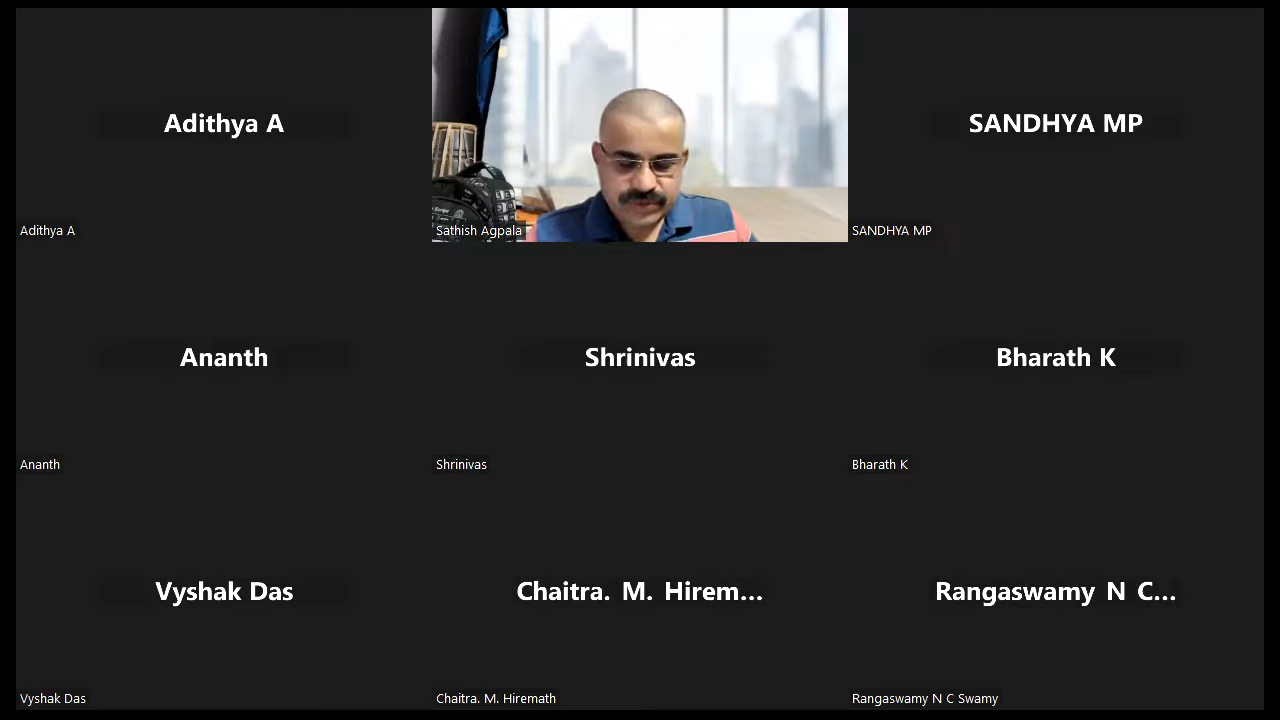 Adithya A
SANDHYA MP
Adithya A
Sathish Agpala
SANDHYA MP
Ananth
Shrinivas
Bharath K
Ananth
Shrinivas
Bharath K
Vyshak Das
Chaitra. M. Hirem...
Rangaswamy N C...
Vyshak Das
Chaitra. M. Hiremath
Rangaswamy N C Swamy